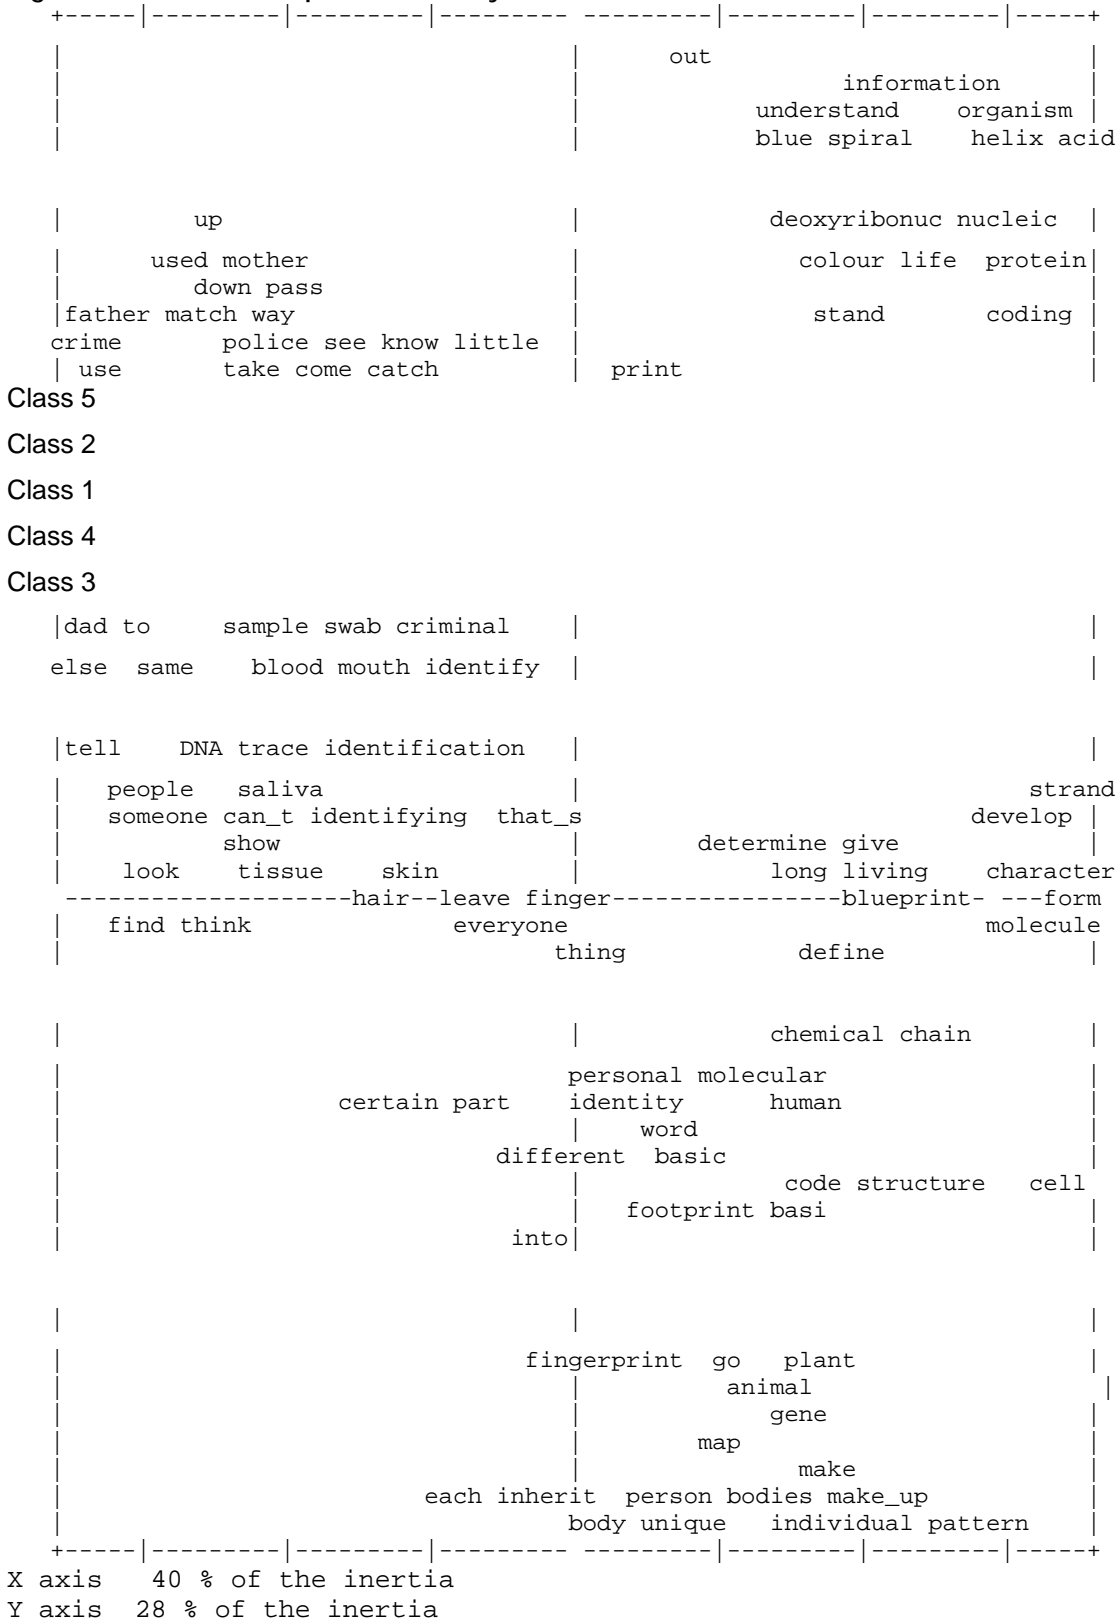 +-----|---------|---------|--------- ---------|---------|---------|-----+
| | out |
| | information |
| | understand organism |
| | blue spiral helix acid
| up | deoxyribonuc nucleic |
| used mother | colour life protein|
| down pass | |
|father match way | stand coding |
crime police see know little | |
| use take come catch | print |
Class 5
Class 2
Class 1
Class 4
Class 3
|dad to sample swab criminal | |
else same blood mouth identify | |
|tell DNA trace identification | |
| people saliva | strand
| someone can_t identifying that_s develop |
| show | determine give |
| look tissue skin | long living character
--------------------hair--leave finger----------------blueprint- ---form
| find think everyone molecule
| thing define |
| | chemical chain |
| personal molecular |
| certain part identity human |
| | word |
| different basic |
| | code structure cell
| | footprint basi |
| into| |
| | |
| fingerprint go plant |
| | animal |
| | gene |
| | map |
| | make |
| each inherit person bodies make_up |
| body unique individual pattern |
+-----|---------|---------|--------- ---------|---------|---------|-----+
X axis 40 % of the inertia
Y axis 28 % of the inertia